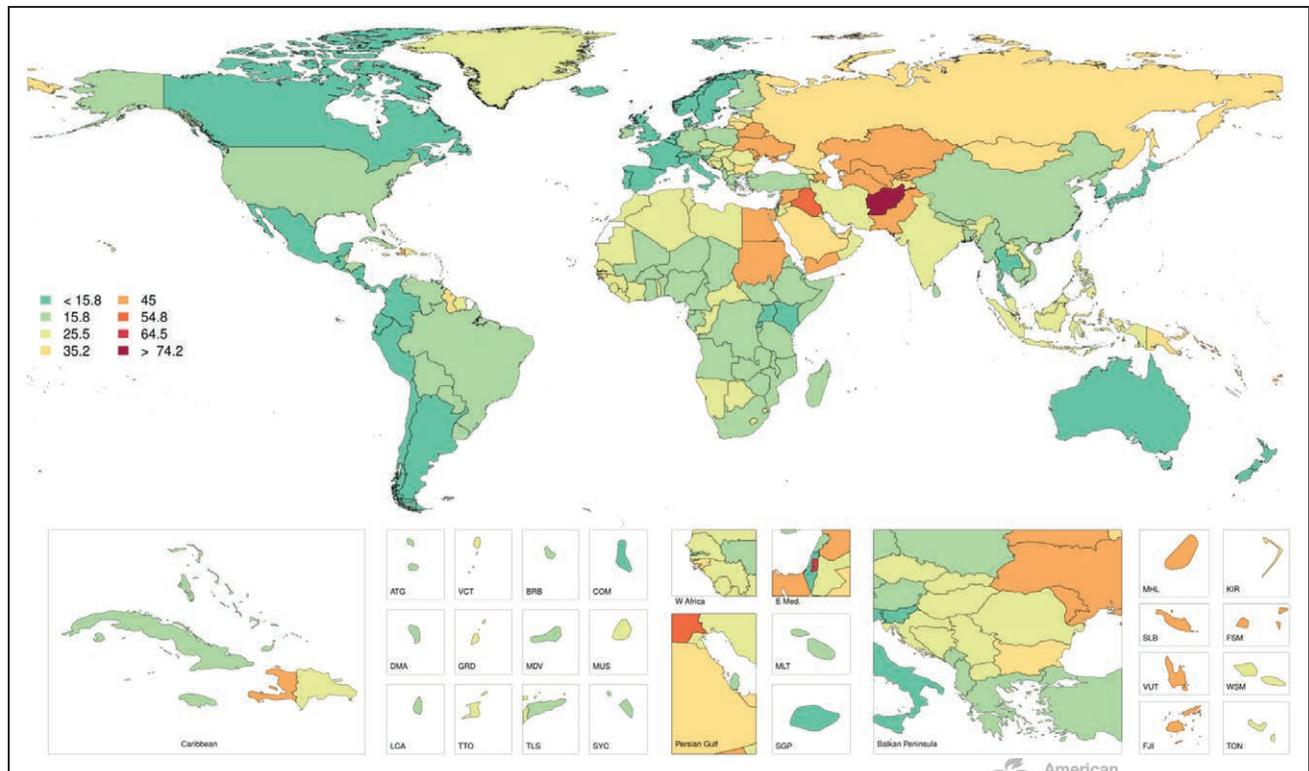 < 15.8 45
15.8 54.8
25.5 64.5
35.2 > 74.2
ATG VCT BRB COM
W Africa E Med.
MHL KIR
DMA GRD MDV MUS
MLT
SLB FSM
VUT WSM
Caribbean
LCA TTO TLS SYC
Persian Gulf
SGP
Balkan Peninsula
FJI TON
American